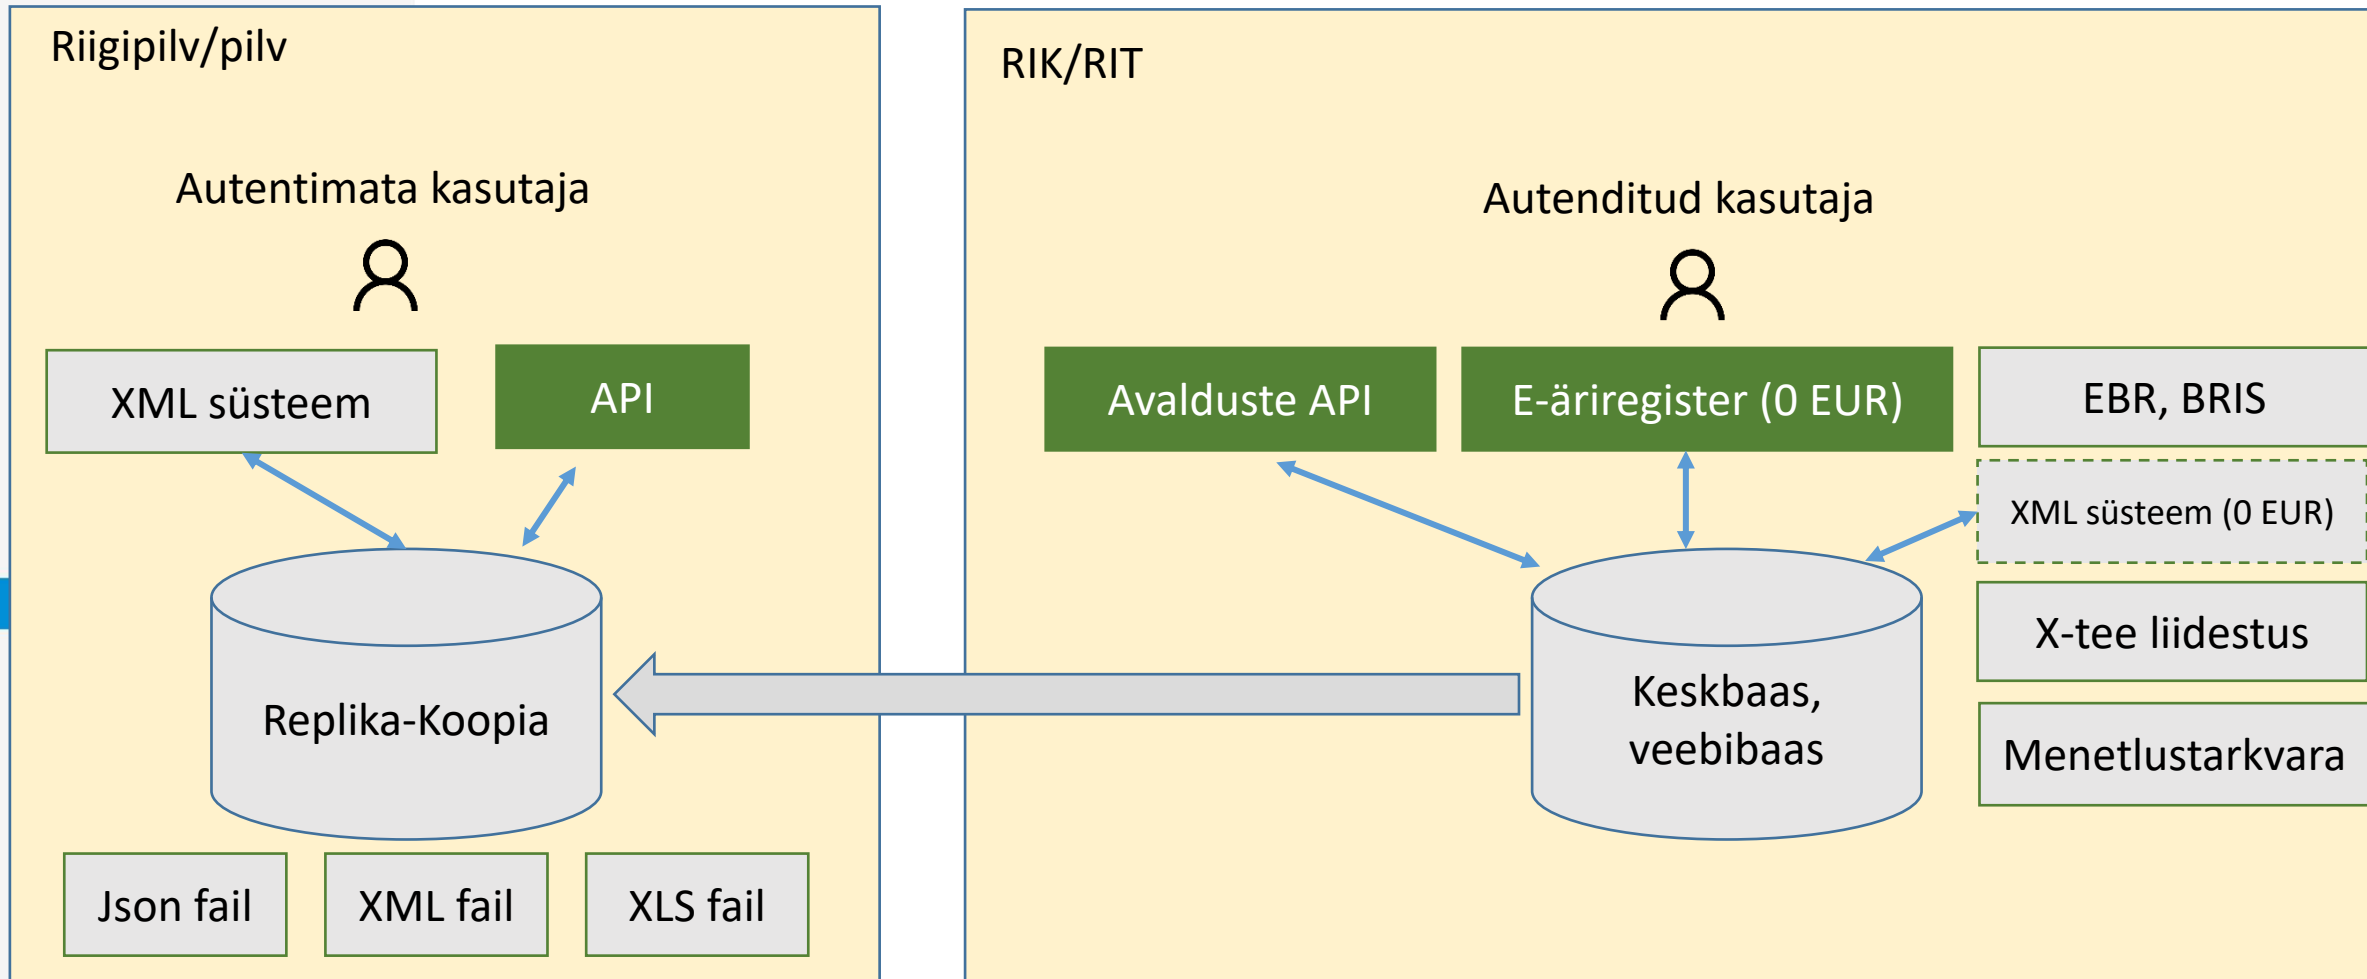 Riigipilv/pilv
Autentimata kasutaja
XML süsteem
API
Replika-Koopia
Json fail
XML fail
XLS fail
RIK/RIT
Autenditud kasutaja
Avalduste API
E-äriregister (0 EUR)
EBR, BRIS
XML süsteem (0 EUR)
X-tee liidestus
Menetlustarkvara
Keskbaas,
veebibaas